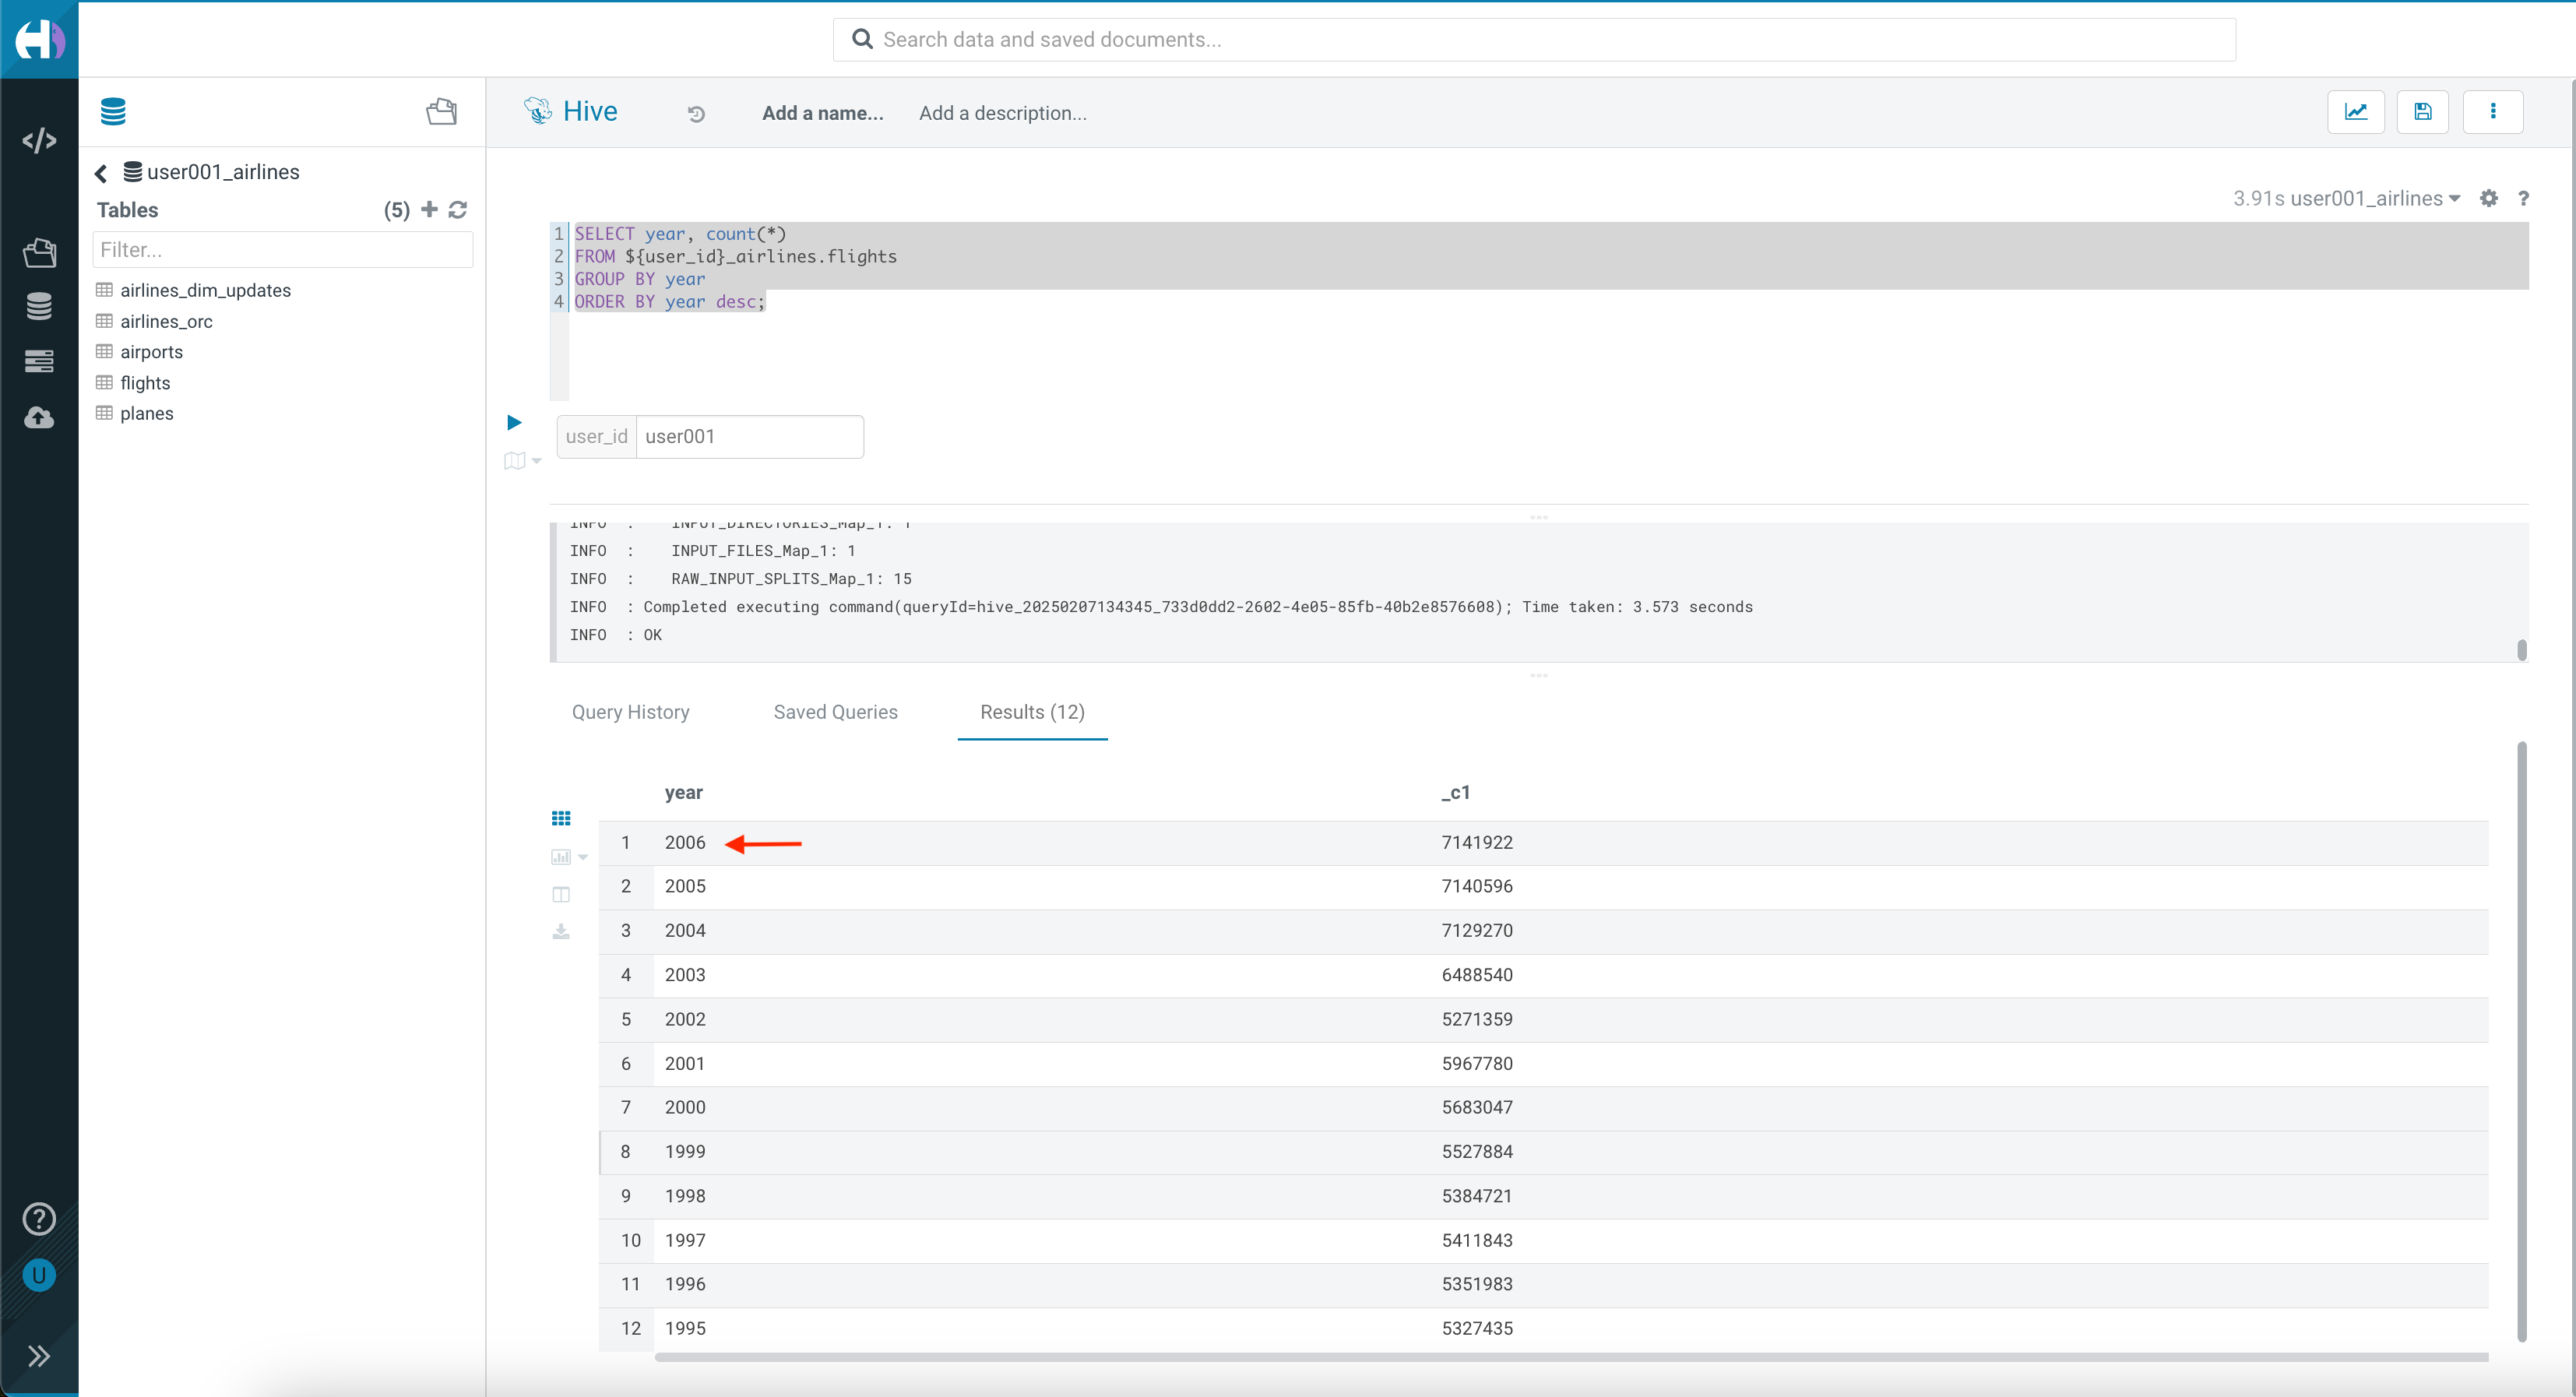 Search data and saved documents...
Hive
Add a name...
Add a description...
user001_airlines
Tables
(5)
Filter...
airlines_dim_updates
airlines_orc
airports
flights
planes
3.91s user001_airlines
?
1 SELECT year, count(*)
2 FROM ${user_id}_airlines.flights
3 GROUP BY year
4 ORDER BY year desc;
user_id user001
INFO : INPUT_DIRECTORIES_Map_1: 1
INFO : INPUT_FILES_Map_1: 1
INFO : RAW_INPUT_SPLITS_Map_1: 15
INFO : Completed executing command(queryId=hive_20250207134345_733d0dd2-2602-4e05-85fb-40b2e8576608); Time taken: 3.573 seconds
INFO : OK
Query History
Saved Queries
Results (12)
year _c1
1 2006 7141922
2 2005 7140596
3 2004 7129270
4 2003 6488540
5 2002 5271359
6 2001 5967780
7 2000 5683047
8 1999 5527884
9 1998 5384721
10 1997 5411843
11 1996 5351983
12 1995 5327435
?
U